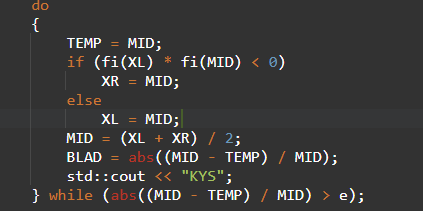 do
{
TEMP = MID;
if (fi(XL) * fi(MID) < 0)
XR = MID;
else
XL = MID;
MID = (XL + XR) / 2;
BLAD = abs((MID - TEMP) / MID);
std::cout << "KYS";
} while (abs((MID - TEMP) / MID) > e);